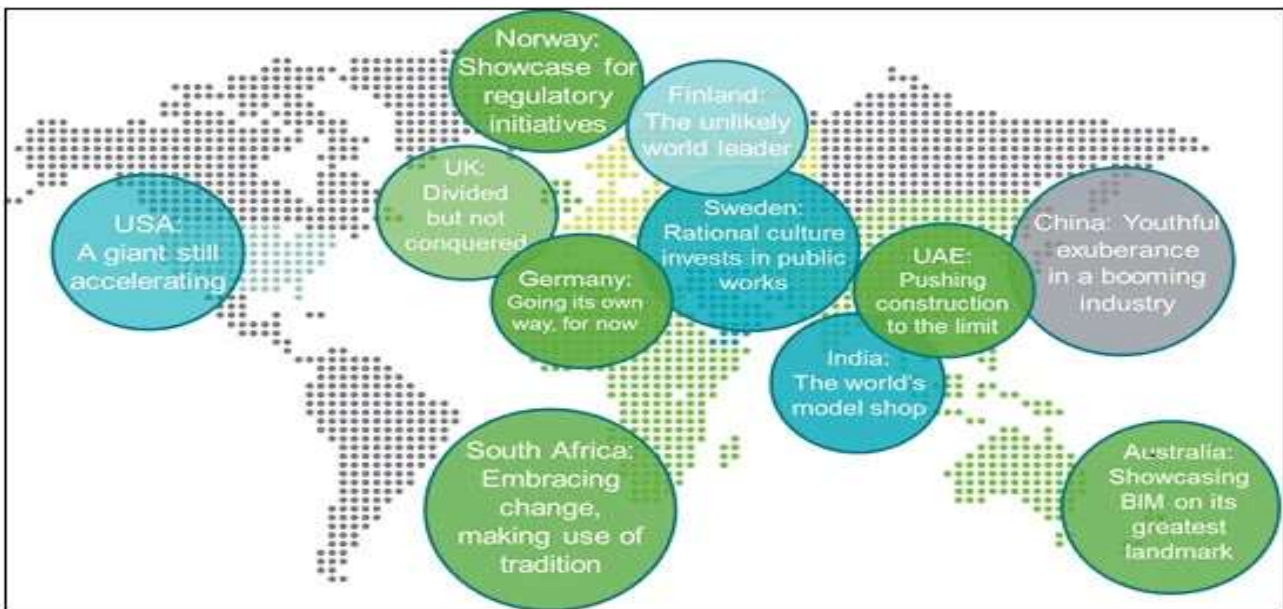 Norway:
Showcase for
regulatory
initiatives
Finland:
The unlikely
world leader
UK:
Divided
but not
conquered
USA:
A giant still
accelerating
Sweden:
Rational culture
invests in public
works
China: Youthful
exuberance
in a booming
industry
Germany:
Going its own
way, for now
UAE:
Pushing
construction
to the limit
India:
The world's
model shop
South Africa:
Embracing
change,
making use of
tradition
Australia:
Showcasing
BIM on its
greatest
landmark